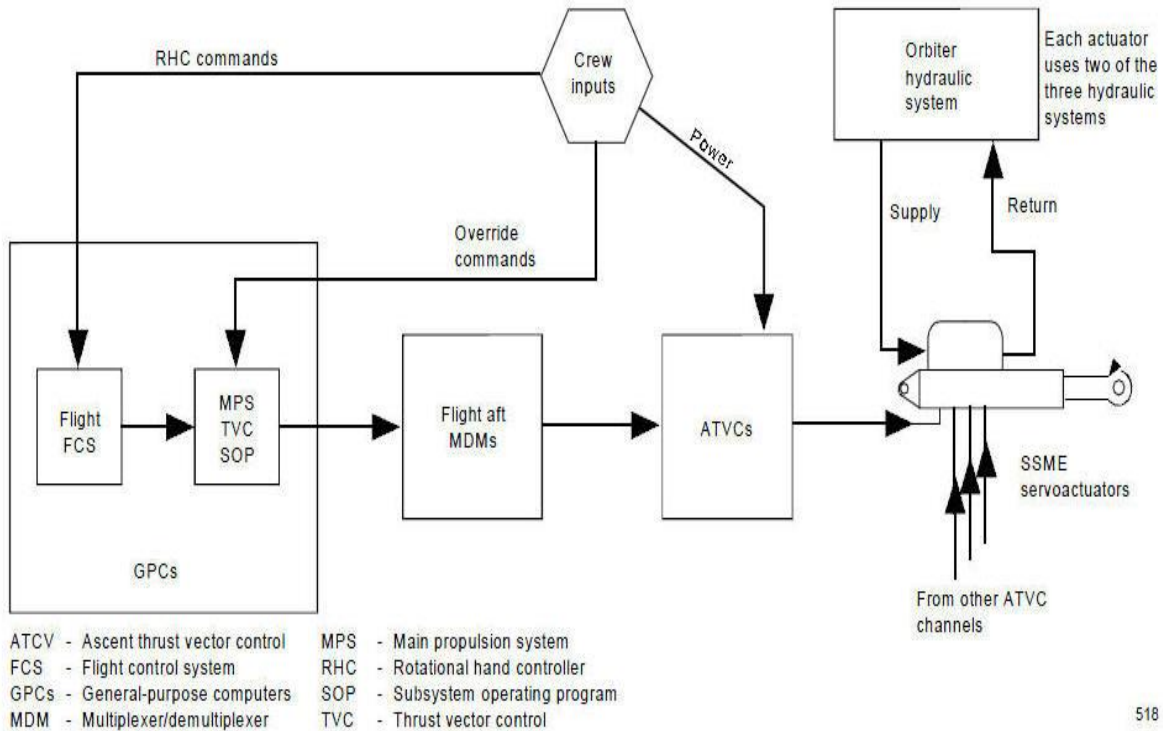 RHC commands
Crew
inputs
Power
Override
commands
Orbiter
hydraulic
system
Each actuator
uses two of the
three hydraulic
systems
Supply
Return
Flight
FCS
MPS
TVC
SOP
GPCs
Flight aft
MDMs
ATVCs
SSME
servoactuators
From other ATVC
channels
ATCV - Ascent thrust vector control
FCS - Flight control system
GPCs - General-purpose computers
MDM - Multiplexer/demultiplexer
MPS - Main propulsion system
RHC - Rotational hand controller
SOP - Subsystem operating program
TVC - Thrust vector control
518